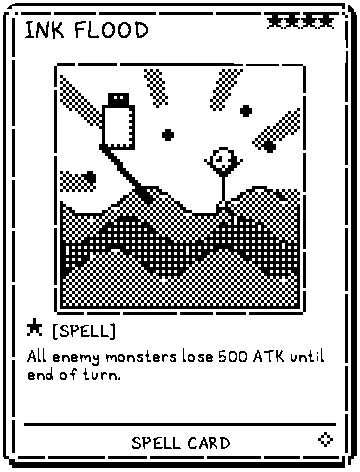 INK FLOOD
[SPELL]
All enemy monsters lose 500 ATK until
end of turn.
SPELL CARD